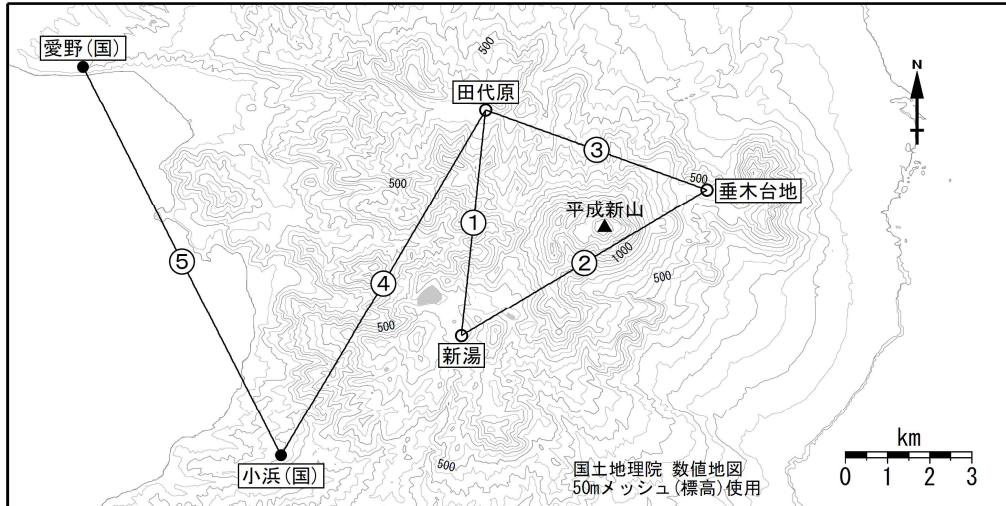 愛野(国)
500
N
田代原
③
500
500
垂木台地
平成新山
①
⑤
②
1000
④
500
500
新湯
km
500
小浜(国)
国土地理院 数値地図
50mメッシュ(標高)使用
0 1 2 3